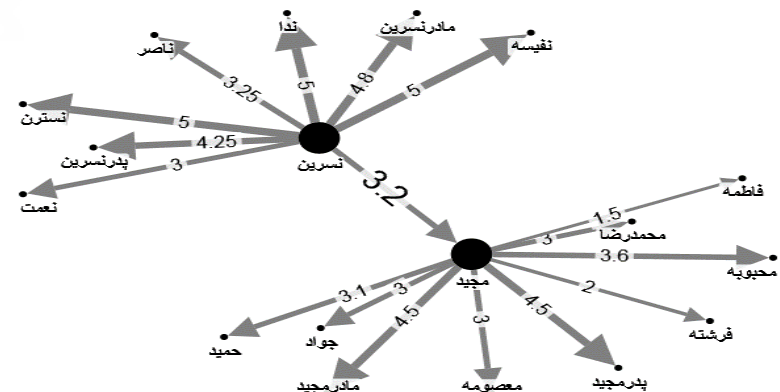 ندا
مادرنسرین
نفیسه
ناصر
3.25
5
4.8
5
نسترن
5
4.25
پدرنسرین
نسرین
3
نعمت
3.2
فاطمه
1.5
محمدرضا
3
3.6
محبوبه
مجید
3.1
3
2
4.5
3
4.5
فرشته
حمید
جواد
مادرمجید
معصومه
پدرمجید